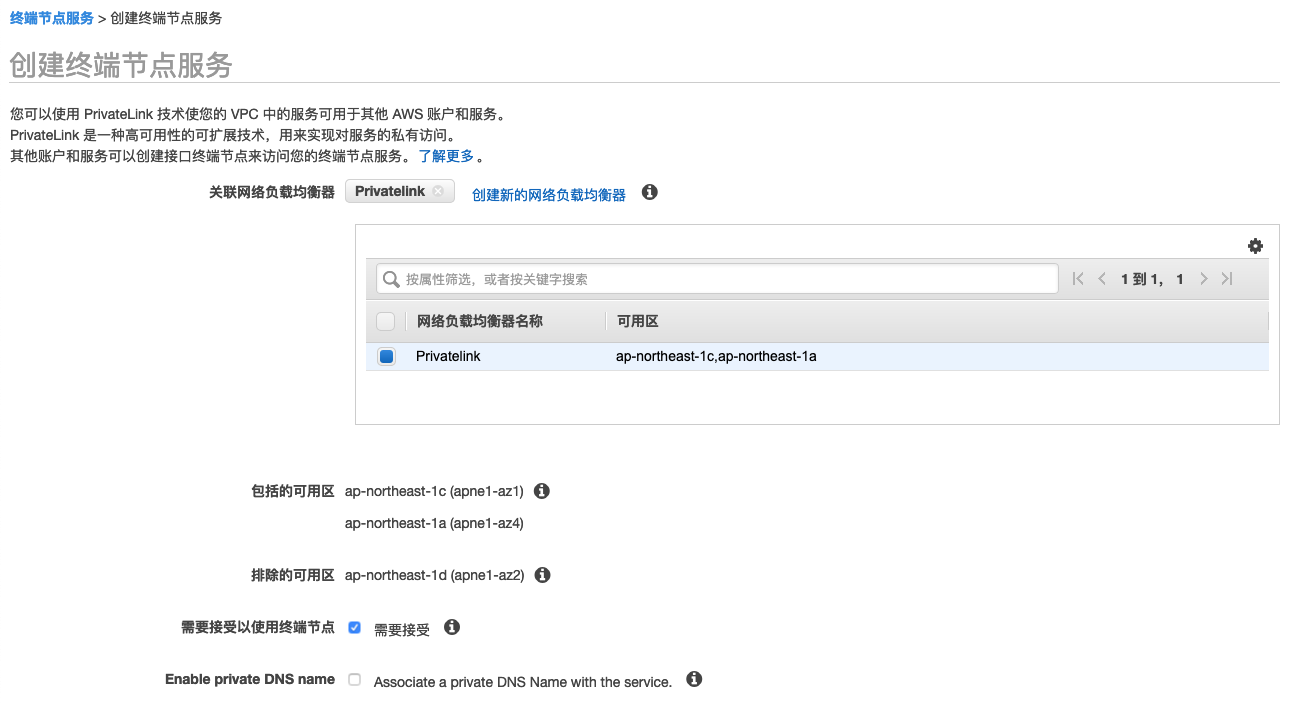 终端节点服务 > 创建终端节点服务
创建终端节点服务
您可以使用 PrivateLink 技术使您的 VPC 中的服务可用于其他 AWS 账户和服务。
PrivateLink 是一种高可用性的可扩展技术，用来实现对服务的私有访问。
其他账户和服务可以创建接口终端节点来访问您的终端节点服务。 了解更多 。
关联网络负载均衡器 Privatelink 创建新的网络负载均衡器
按属性筛选，或者按关键字搜索 1 到 1， 1
网络负载均衡器名称 可用区
Privatelink ap-northeast-1c,ap-northeast-1a
包括的可用区 ap-northeast-1c (apne1-az1)
ap-northeast-1a (apne1-az4)
排除的可用区 ap-northeast-1d (apne1-az2)
需要接受以使用终端节点 需要接受
Enable private DNS name Associate a private DNS Name with the service.